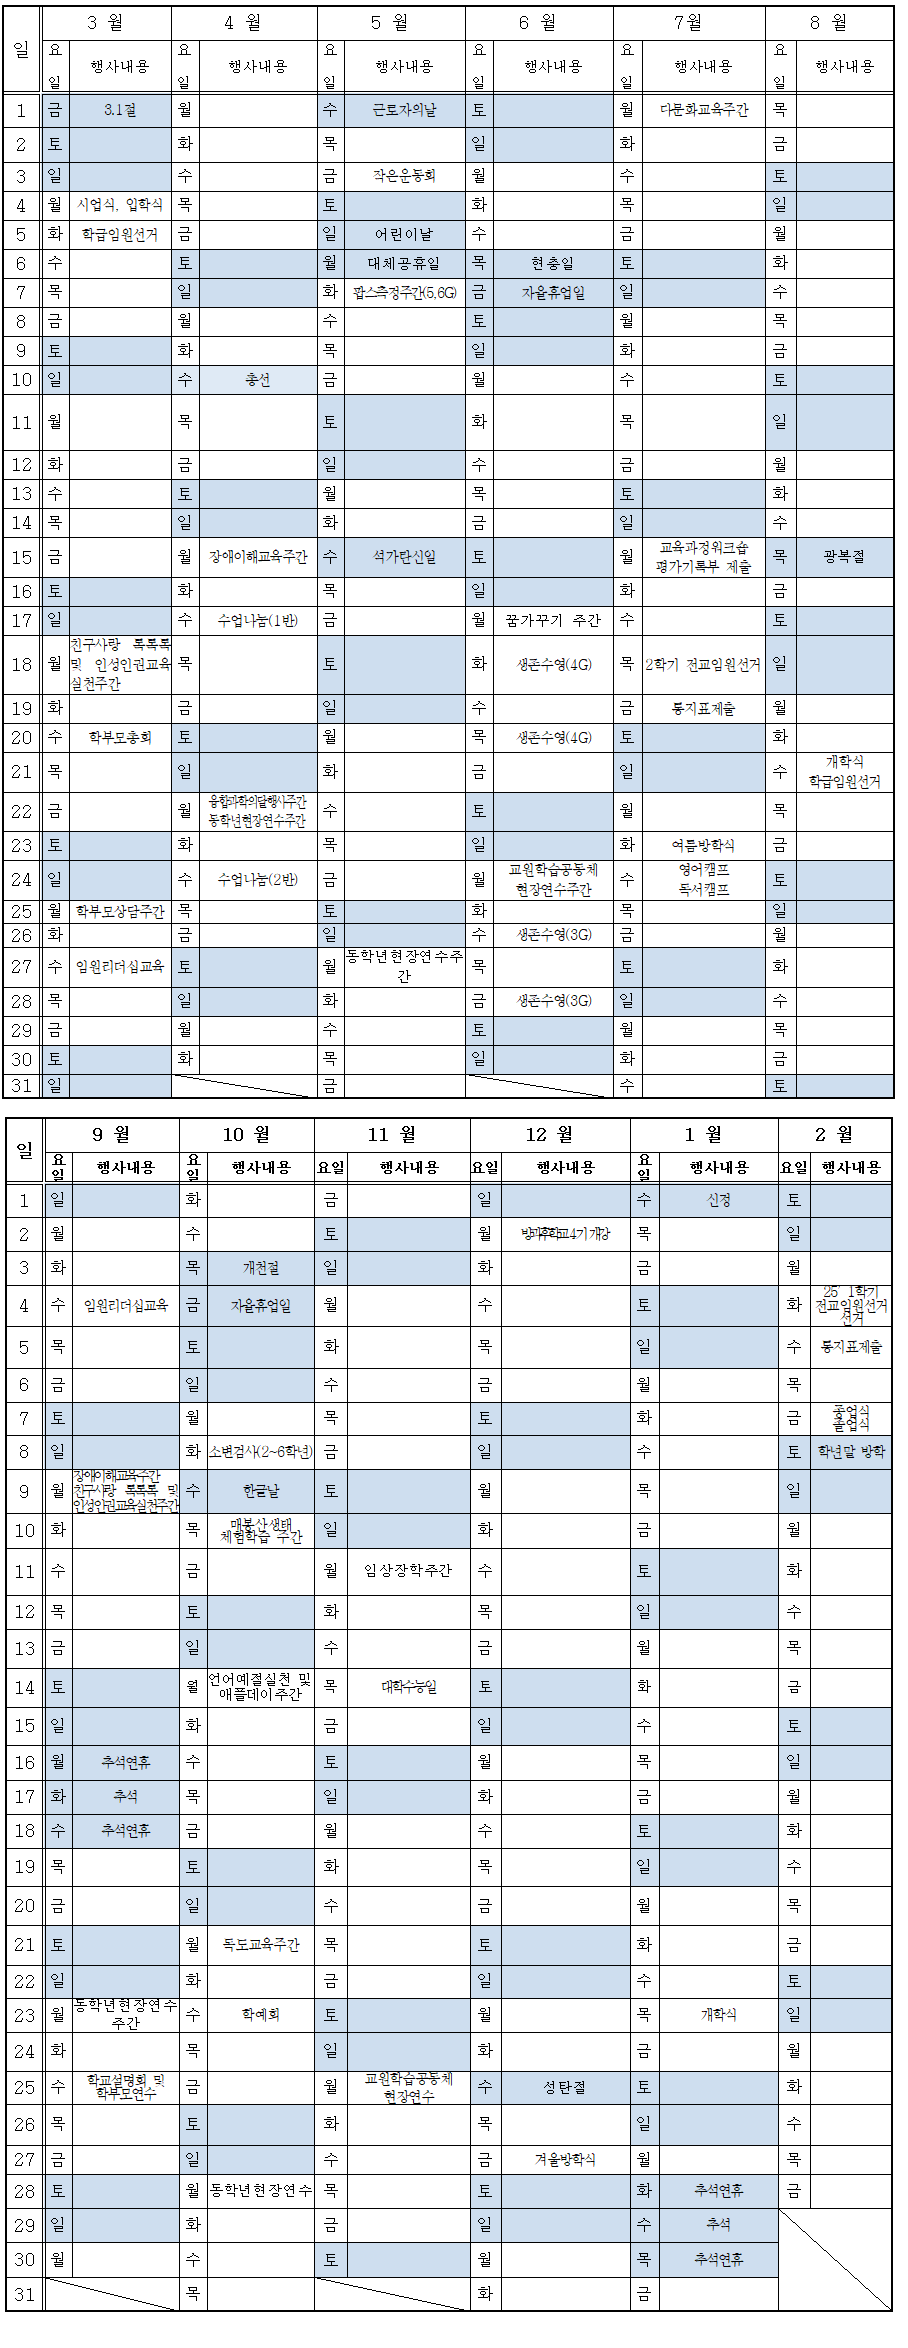 일 3 월 4 월 5 월 6 월 7월 8 월
요일 행사내용 요일 행사내용 요일 행사내용 요일 행사내용 요일 행사내용 요일 행사내용
1 금 3.1절 월 수 근로자의날 토 월 다문화교육주간 목
2 토 화 목 일 화 금
3 일 수 금 작은운동회 월 수 토
4 월 시업식, 입학식 목 토 화 목 일
5 화 학급임원선거 금 일 어린이날 수 금 월
6 수 토 월 대체공휴일 목 현충일 토 화
7 목 일 화 팝스측정주간(5,6G) 금 자율휴업일 일 수
8 금 월 수 토 월 목
9 토 화 목 일 화 금
10 일 수 총선 금 월 수 토
11 월 목 토 화 목 일
12 화 금 일 수 금 월
13 수 토 월 목 토 화
14 목 일 화 금 일 수
15 금 월 장애이해교육주간 수 석가탄신일 토 월 교육과정워크숍
평가기록부 제출 목 광복절
16 토 화 목 일 화 금
17 일 수 수업나눔(1반) 금 월 꿈가꾸기 주간 수 토
18 월 친구사랑 톡톡톡
및 인성인권교육
실천주간 목 토 화 생존수영(4G) 목 2학기 전교임원선거 일
19 화 금 일 수 금 통지표제출 월
20 수 학부모총회 토 월 목 생존수영(4G) 토 화
21 목 일 화 금 일 수 개학식
학급임원선거
22 금 월 융합과학의달행사주간
동학년현장연수주간 수 토 월 목
23 토 화 목 일 화 여름방학식 금
24 일 수 수업나눔(2반) 금 월 교원학습공동체
현장연수주간 수 영어캠프
독서캠프 토
25 월 학부모상담주간 목 토 화 목 일
26 화 금 일 수 생존수영(3G) 금 월
27 수 임원리더십교육 토 월 동학년현장연수주
간 목 토 화
28 목 일 화 금 생존수영(3G) 일 수
29 금 월 수 토 월 목
30 토 화 목 일 화 금
31 일 금 수 토
일 9 월 10 월 11 월 12 월 1 월 2 월
요일 행사내용 요일 행사내용 요일 행사내용 요일 행사내용 요일 행사내용 요일 행사내용
1 일 화 금 일 수 신정 토
2 월 수 토 월 방과후학교4기개강 목 일
3 화 목 개천절 일 화 금 월
4 수 임원리더십교육 금 자율휴업일 월 수 토 화 25' 1학기
전교임원선거
선거
5 목 토 화 목 일 수 통지표제출
6 금 일 수 금 월 목
7 토 월 목 토 화 금 종업식
졸업식
8 일 화 소변검사(2~6학년) 금 일 수 토 학년말 방학
9 월 장애이해교육주간
친구사랑 톡톡톡 및
인성인권교육실천주간 수 한글날 토 월 목 일
10 화 목 매봉산생태
체험학습 주간 일 화 금 월
11 수 금 월 임상장학주간 수 토 화
12 목 토 화 목 일 수
13 금 일 수 금 월 목
14 토 월 언어예절실천 및
애플데이주간 목 대학수능일 토 화 금
15 일 화 금 일 수 토
16 월 추석연휴 수 토 월 목 일
17 화 추석 목 일 화 금 월
18 수 추석연휴 금 월 수 토 화
19 목 토 화 목 일 수
20 금 일 수 금 월 목
21 토 월 독도교육주간 목 토 화 금
22 일 화 금 일 수 토
23 월 동학년현장연수
주간 수 학예회 토 월 목 개학식 일
24 화 목 일 화 금 월
25 수 학교설명회 및
학부모연수 금 월 교원학습공동체
현장연수 수 성탄절 토 화
26 목 토 화 목 일 수
27 금 일 수 금 겨울방학식 월 목
28 토 월 동학년현장연수 목 토 화 추석연휴 금
29 일 화 금 일 수 추석
30 월 수 토 월 목 추석연휴
31 목 화 금